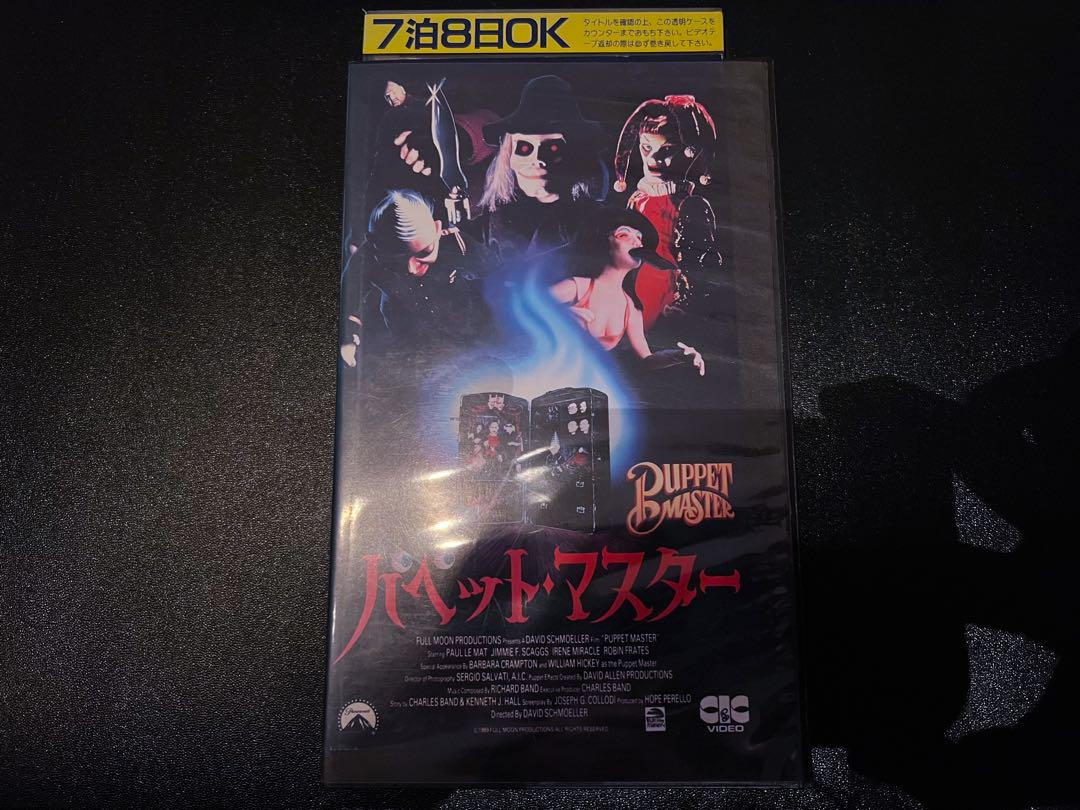 7泊8日OK
タイトルを確認の上、この透明ケースを
カウンターまでおもち下さい。ビデオテ
ープ返却の際は必ず巻き戻して下さい。
PUPPET
MASTER
パペット・マスター
FULL MOON PRODUCTIONS Presents A DAVID SCHMOELLER Film "PUPPET MASTER"
Starring PAUL LE MAT JIMMIE F. SCAGGS IRENE MIRACLE ROBIN FRATES
Special Appearance By BARBARA CRAMPTON and WILLIAM HICKEY as the Puppet Master
Director of Photography SERGIO SALVATI, A.I.C. Puppet Effects Created By DAVID ALLEN PRODUCTIONS
Music Composed By RICHARD BAND Executive Producer CHARLES BAND
Story by CHARLES BAND & KENNETH J. HALL Screenplay By JOSEPH G. COLLODI Produced by HOPE PERELLO
Directed By DAVID SCHMOELLER
Paramount
CIC
VIDEO
©1989 FULL MOON PRODUCTIONS ALL RIGHTS RESERVED.